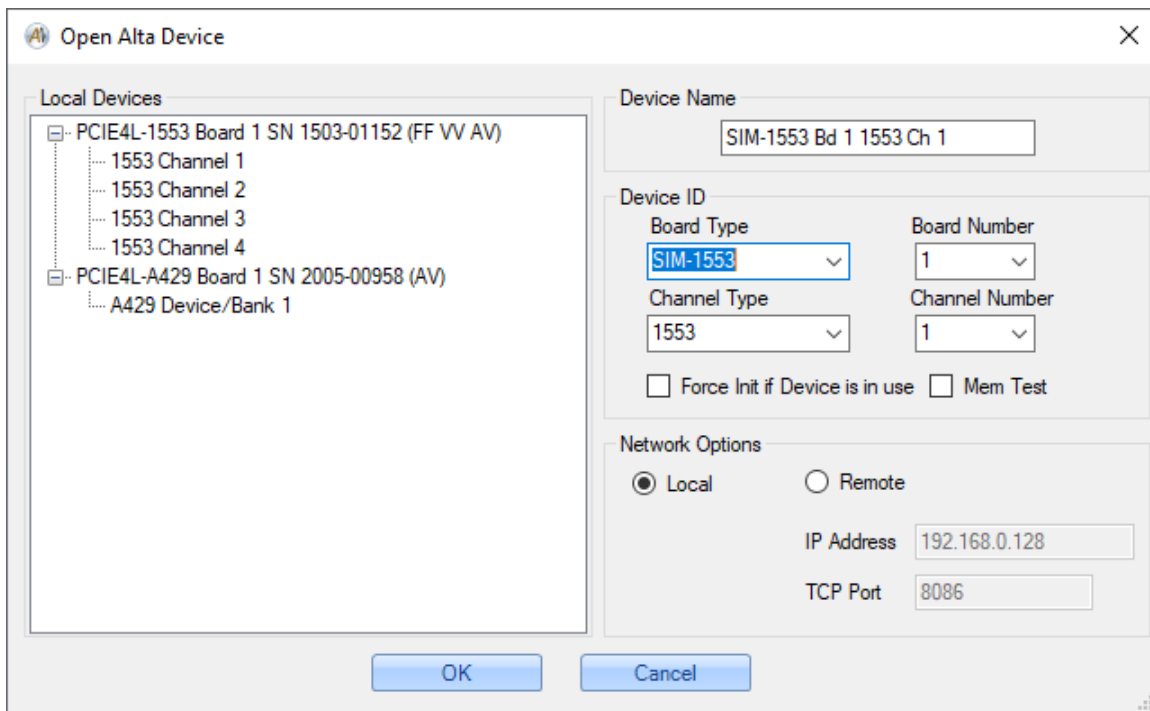 Open Alta Device
Local Devices
PCIE4L-1553 Board 1 SN 1503-01152 (FF VV AV)
1553 Channel 1
1553 Channel 2
1553 Channel 3
1553 Channel 4
PCIE4L-A429 Board 1 SN 2005-00958 (AV)
A429 Device/Bank 1
Device Name
SIM-1553 Bd 1 1553 Ch 1
Device ID
Board Type Board Number
SIM-1553 1
Channel Type Channel Number
1553 1
Force Init if Device is in use Mem Test
Network Options
Local Remote
IP Address 192.168.0.128
TCP Port 8086
OK Cancel